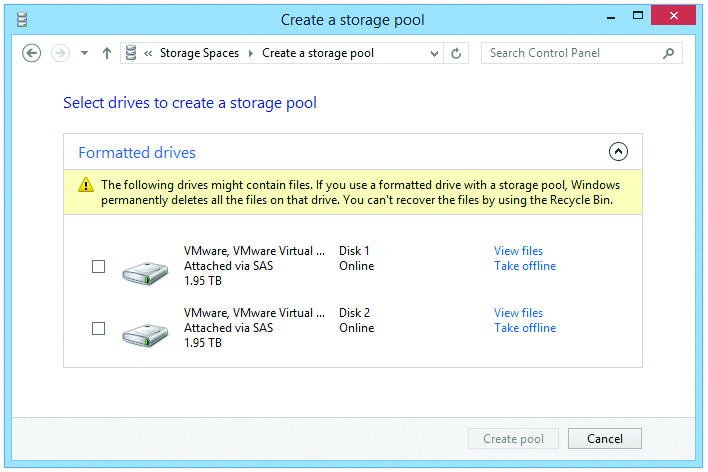 Create a storage pool
« Storage Spaces Create a storage pool
Search Control Panel
Select drives to create a storage pool
Formatted drives
The following drives might contain files. If you use a formatted drive with a storage pool, Windows
permanently deletes all the files on that drive. You can't recover the files by using the Recycle Bin.
VMware, VMware Virtual ... Disk 1 View files
Attached via SAS Online Take offline
1.95 TB
VMware, VMware Virtual ... Disk 2 View files
Attached via SAS Online Take offline
1.95 TB
Create pool Cancel